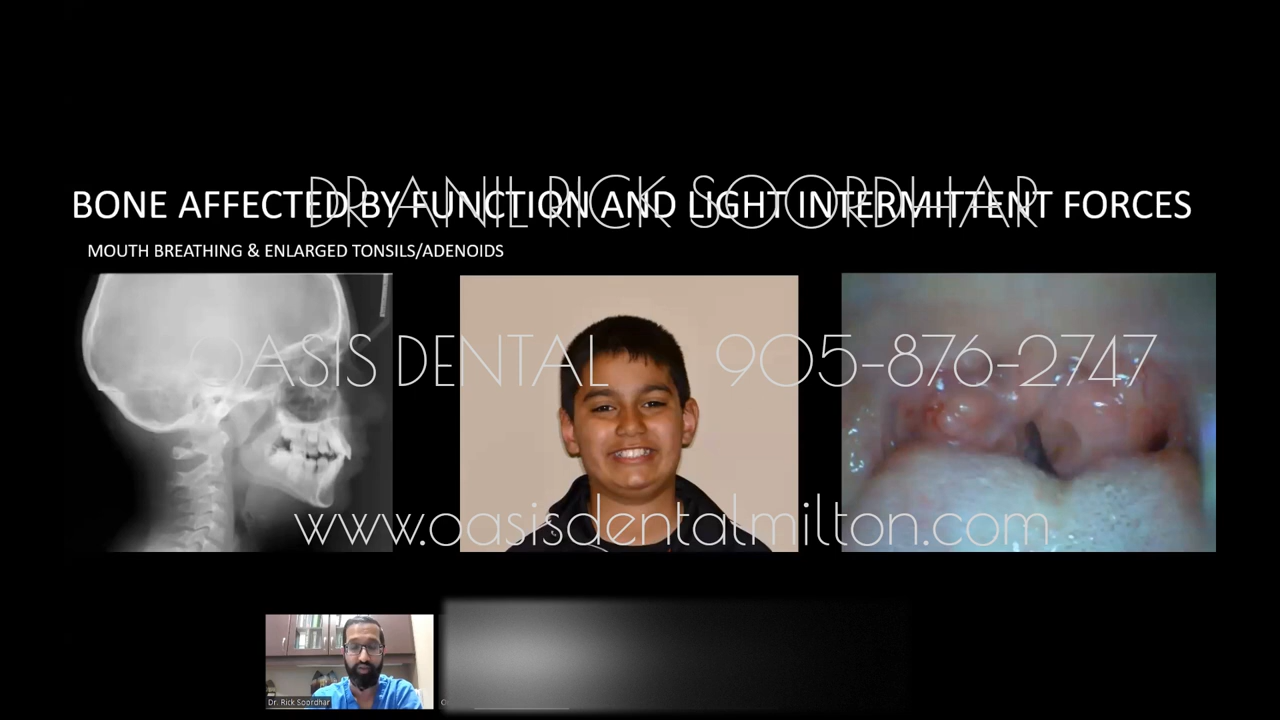 DR ANIL RICK SOORDHAR
BONE AFFECTED BY FUNCTION AND LIGHT INTERMITTENT FORCES
MOUTH BREATHING & ENLARGED TONSILS/ADENOIDS
OASIS DENTAL 905-876-2747
www.oasisdentalmilton.com
Dr. Rick Soordhar